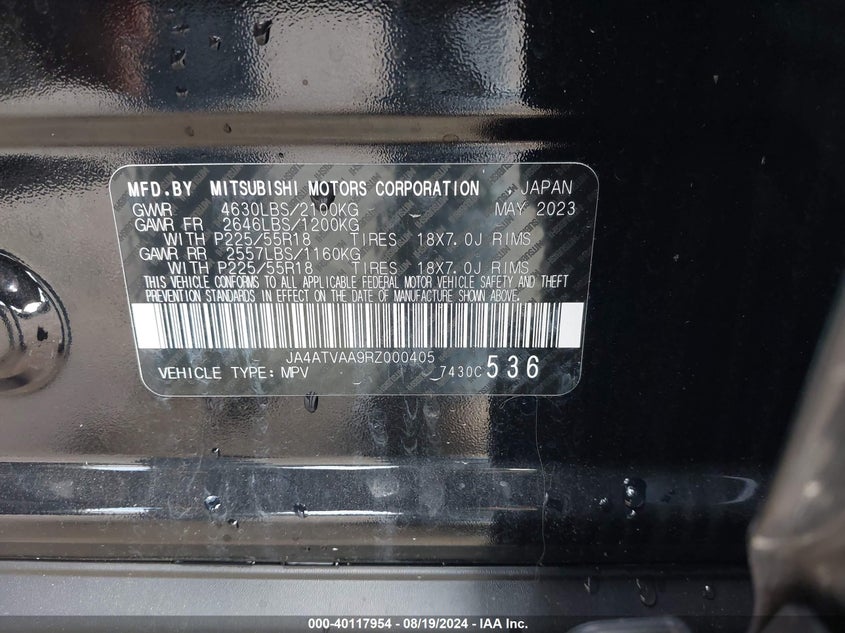 MFD.BY MITSUBISHI MOTORS CORPORATION JAPAN
GVWR 4630LBS/2100KG MAY 2023
GAWR FR 2646LBS/1200KG
WITH P225/55R18 TIRES 18X7.0J RIMS
GAWR RR 2557LBS/1160KG
WITH P225/55R18 TIRES 18X7.0J RIMS
THIS VEHICLE CONFORMS TO ALL APPLICABLE FEDERAL MOTOR VEHICLE SAFETY AND THEFT
PREVENTION STANDARDS IN EFFECT ON THE DATE OF MANUFACTURE SHOWN ABOVE.
JA4ATVAA9RZ000405
VEHICLE TYPE: MPV 7430C 536
000-40117954 - 08/19/2024 - IAA Inc.